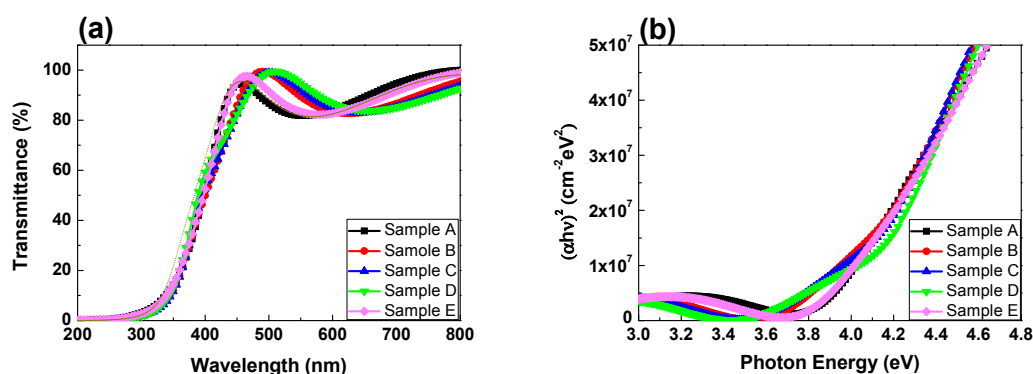 (a)
Transmittance (%)
120
100
80
60
40
20
0
200
300
400
500
600
700
800
Wavelength (nm)
Sample A
Samole B
Sample C
Sample D
Sample E
(b)
(αhν)² (cm⁻²eV²)
5x10⁷
4x10⁷
3x10⁷
2x10⁷
1x10⁷
0
3.0
3.2
3.4
3.6
3.8
4.0
4.2
4.4
4.6
4.8
Photon Energy (eV)
Sample A
Sample B
Sample C
Sample D
Sample E